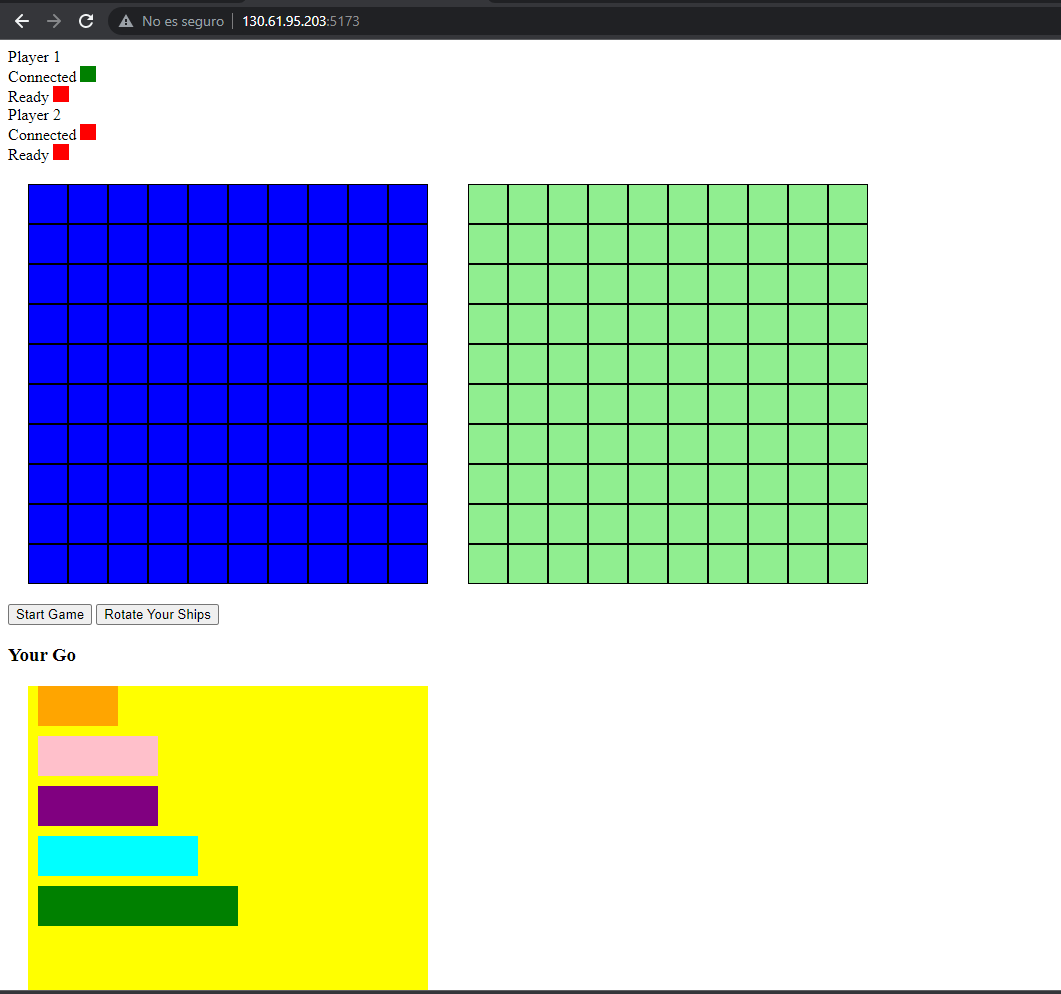 No es seguro 130.61.95.203:5173
Player 1
Connected
Ready
Player 2
Connected
Ready
Start Game Rotate Your Ships
Your Go